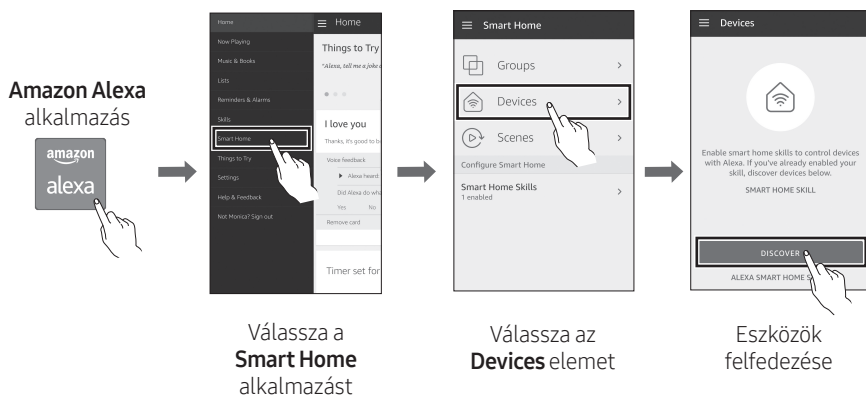 Amazon Alexa
alkalmazás
amazon
alexa
Home
Now Playing
Music & Books
Lists
Reminders & Alarms
Skills
Smart Home
Things to Try
Settings
Help & Feedback
Not Monica? Sign out
Home
Things to Try
"Alexa, tell me a joke
I love you
Thanks, it's good to b
Voice feedback
Alexa heard:
Did Alexa do wha
Yes No
Remove card
Timer set for
Válassza a
Smart Home
alkalmazást
Smart Home
Groups
Devices
Scenes
Configure Smart Home
Smart Home Skills
1 enabled
Válassza az
Devices elemet
Devices
Enable smart home skills to control devices
with Alexa. If you've already enabled your
skill, discover devices below.
SMART HOME SKILL
DISCOVER
ALEXA SMART HOME S
Eszközök
felfedezése